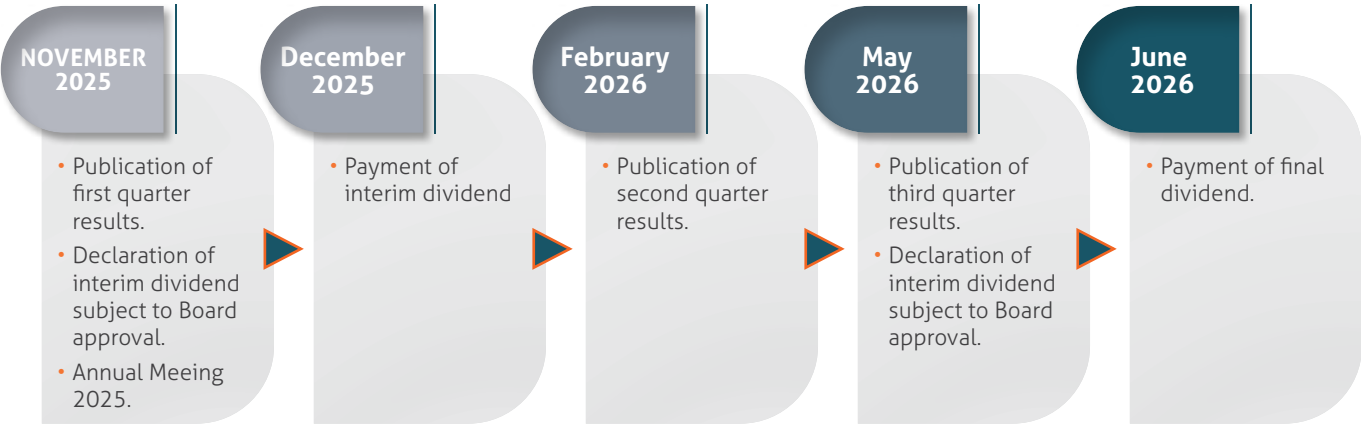 NOVEMBER
2025
• Publication of
first quarter
results.
• Declaration of
interim dividend
subject to Board
approval.
• Annual Meeing
2025.
December
2025
• Payment of
interim dividend
February
2026
• Publication of
second quarter
results.
May
2026
• Publication of
third quarter
results.
• Declaration of
interim dividend
subject to Board
approval.
June
2026
• Payment of final
dividend.